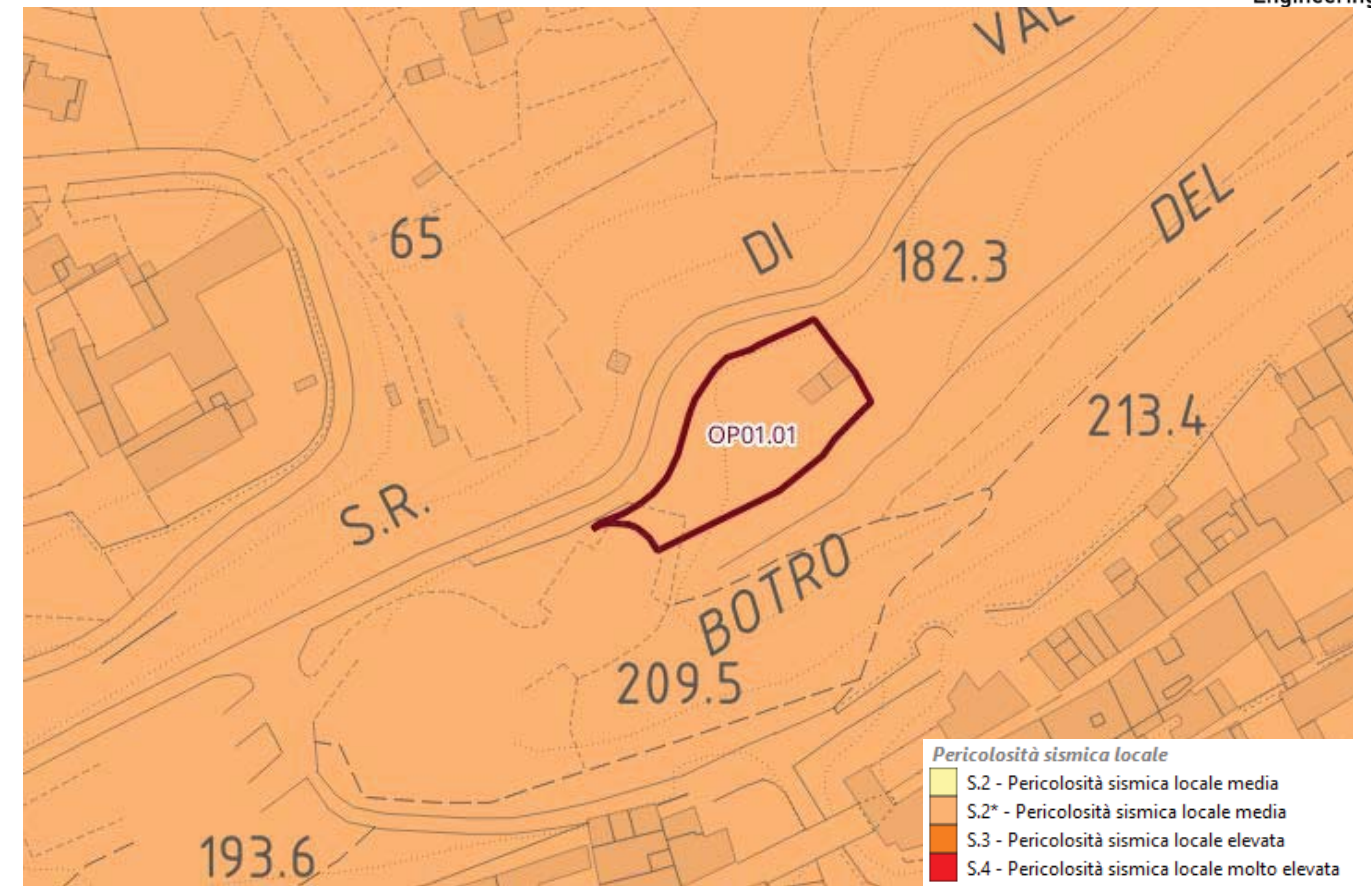 Engineering
VAL
DEL
65
DI
182.3
213.4
OP01.01
S.R.
BOTRO
209.5
193.6
Pericolosità sismica locale
S.2 - Pericolosità sismica locale media
S.2* - Pericolosità sismica locale media
S.3 - Pericolosità sismica locale elevata
S.4 - Pericolosità sismica locale molto elevata